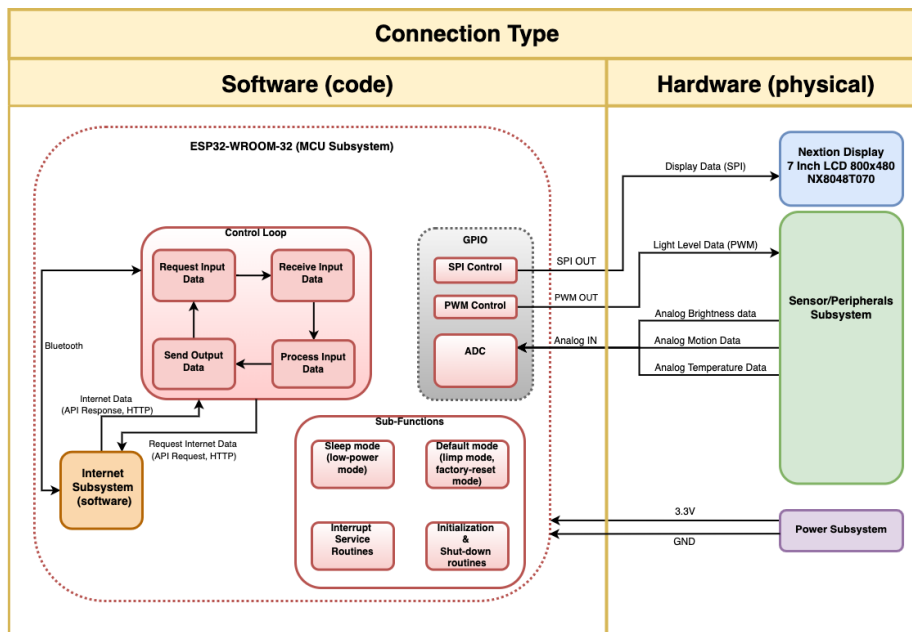 Connection Type
Software (code)
Hardware (physical)
ESP32-WROOM-32 (MCU Subsystem)
Control Loop
Request Input
Data
Receive Input
Data
Send Output
Data
Process Input
Data
Bluetooth
Internet Data
(API Response, HTTP)
Request Internet Data
(API Request, HTTP)
Internet
Subsystem
(software)
GPIO
SPI Control
PWM Control
ADC
SPI OUT
PWM OUT
Analog IN
Sub-Functions
Sleep mode
(low-power
mode)
Default mode
(limp mode,
factory-reset
mode)
Interrupt
Service
Routines
Initialization
&
Shut-down
routines
Display Data (SPI)
Light Level Data (PWM)
Analog Brightness data
Analog Motion Data
Analog Temperature Data
3.3V
GND
Nextion Display
7 Inch LCD 800x480
NX8048T070
Sensor/Peripherals
Subsystem
Power Subsystem